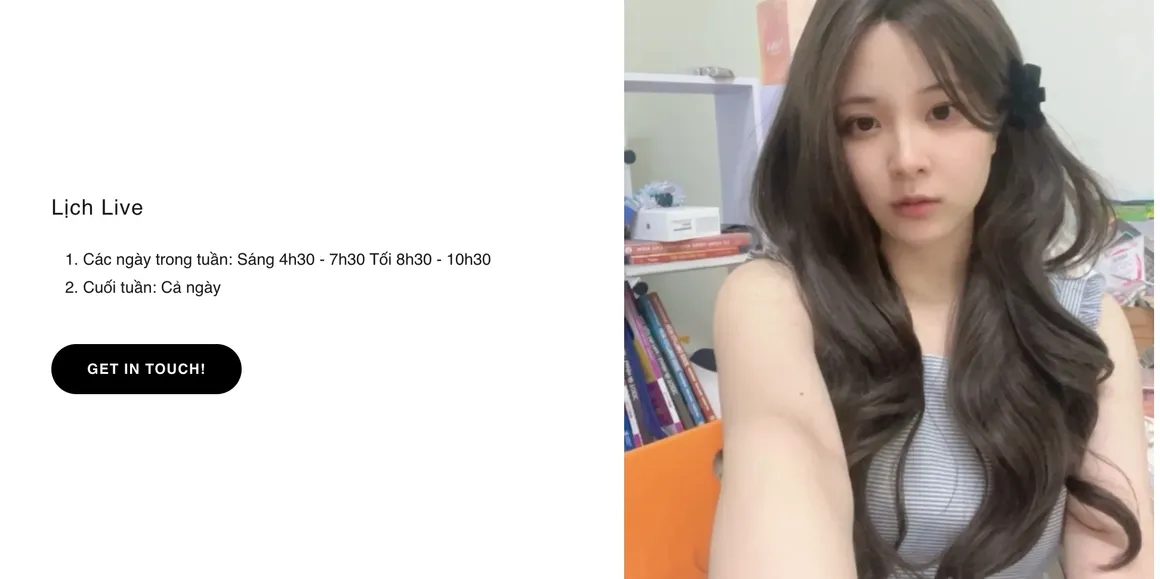 Lịch Live
1. Các ngày trong tuần: Sáng 4h30 - 7h30 Tối 8h30 - 10h30
2. Cuối tuần: Cả ngày
GET IN TOUCH!